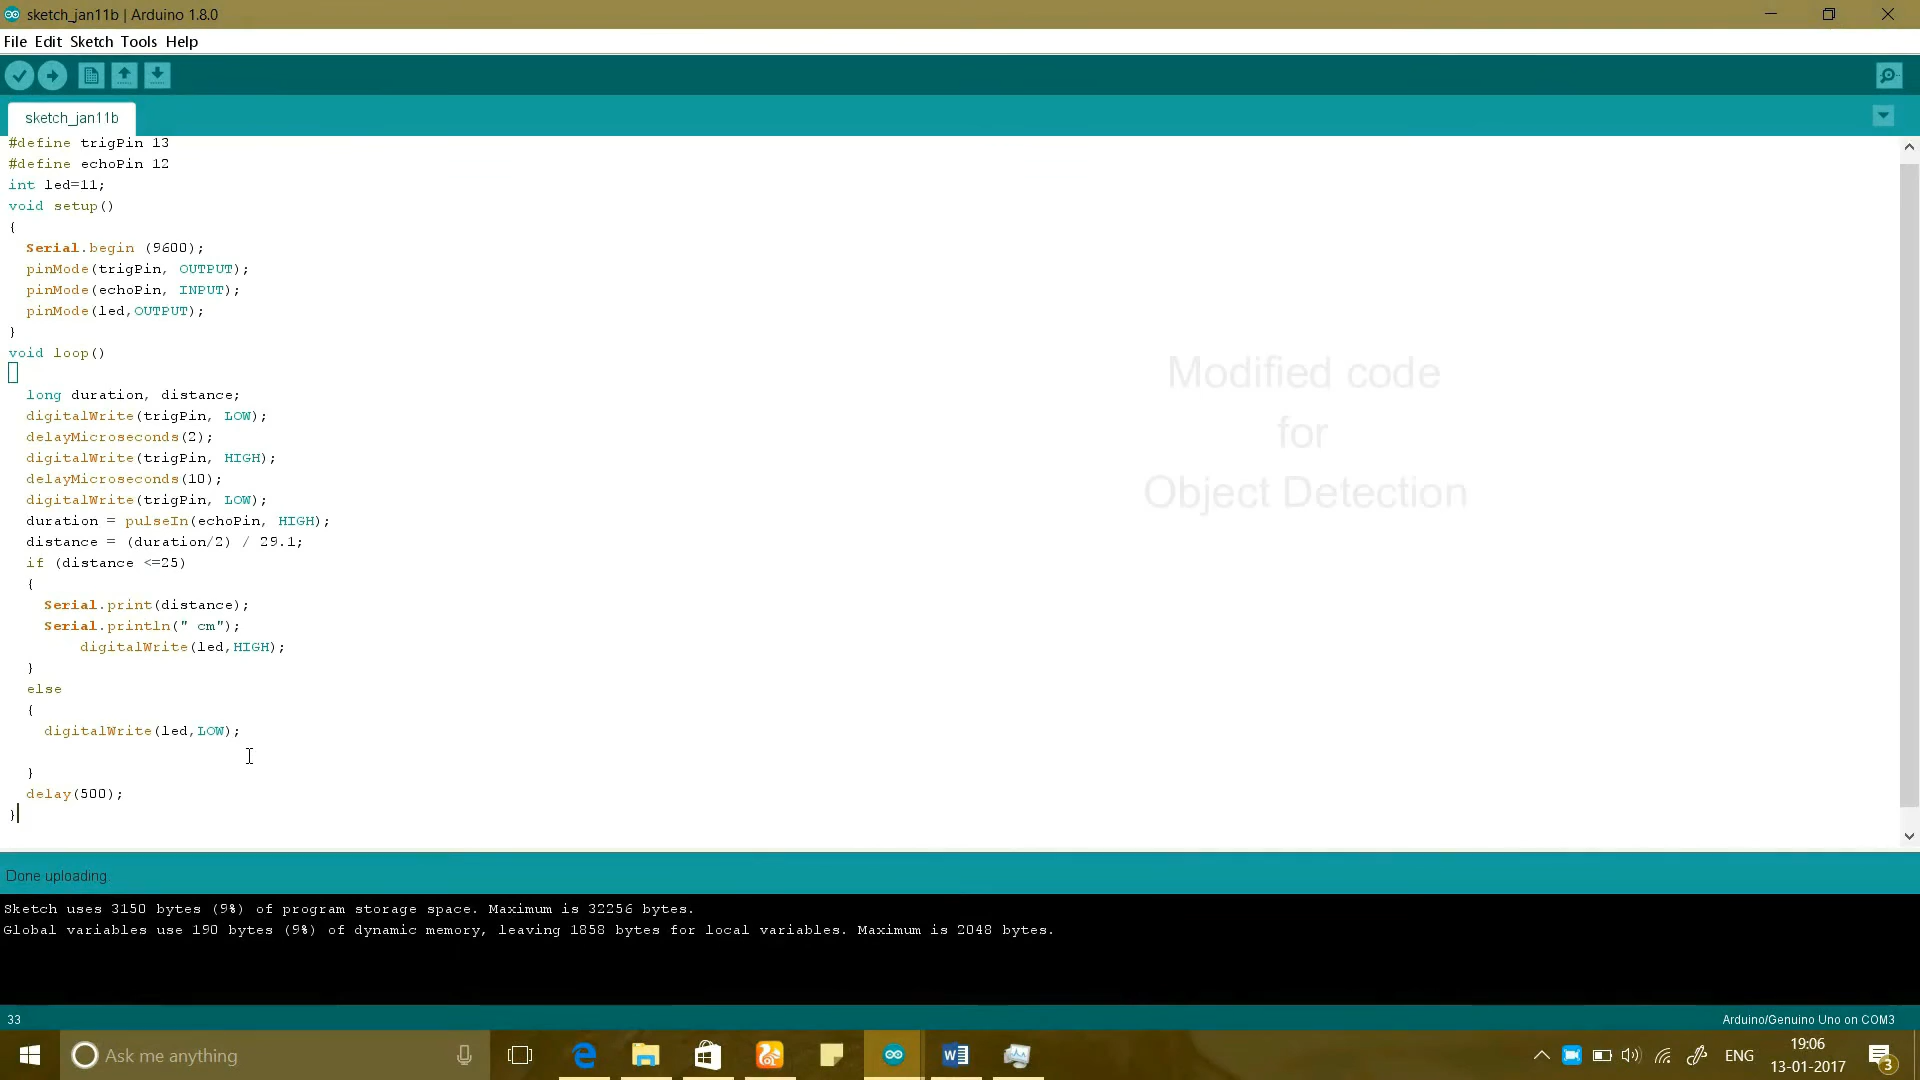 sketch_jan11b | Arduino 1.8.0
File Edit Sketch Tools Help
sketch_jan11b
#define trigPin 13
#define echoPin 12
int led=11;
void setup()
{
  Serial.begin (9600);
  pinMode(trigPin, OUTPUT);
  pinMode(echoPin, INPUT);
  pinMode(led,OUTPUT);
}
void loop()
  long duration, distance;
  digitalWrite(trigPin, LOW);
  delayMicroseconds(2);
  digitalWrite(trigPin, HIGH);
  delayMicroseconds(10);
  digitalWrite(trigPin, LOW);
  duration = pulseIn(echoPin, HIGH);
  distance = (duration/2) / 29.1;
  if (distance <=25)
  {
    Serial.print(distance);
    Serial.println(" cm");
        digitalWrite(led,HIGH);
  }
  else
  {
    digitalWrite(led,LOW);
  }
  delay(500);
}
Modified code
for
Object Detection
Done uploading.
Sketch uses 3150 bytes (9%) of program storage space. Maximum is 32256 bytes.
Global variables use 190 bytes (9%) of dynamic memory, leaving 1858 bytes for local variables. Maximum is 2048 bytes.
33
Arduino/Genuino Uno on COM3
Ask me anything
ENG
19:06
13-01-2017
3